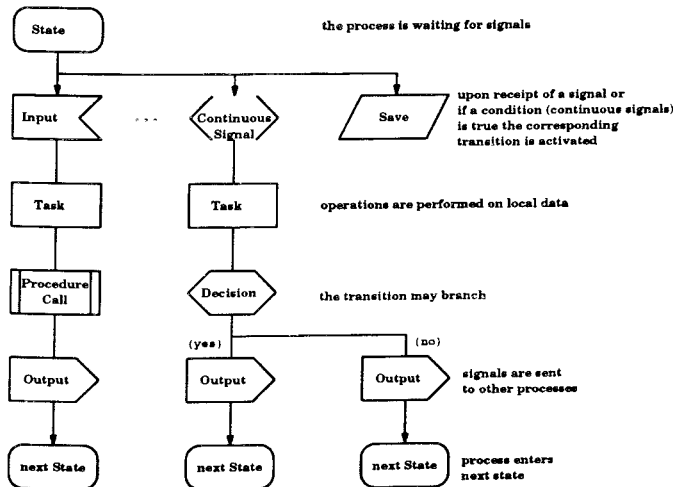 State
the process is waiting for signals
Input
. . .
Continuous
Signal
Save
upon receipt of a signal or
if a condition (continuous signals)
is true the corresponding
transition is activated
Task
Task
operations are performed on local data
Procedure
Call
Decision
the transition may branch
(yes)
(no)
Output
Output
Output
signals are sent
to other processes
next State
next State
next State
process enters
next state